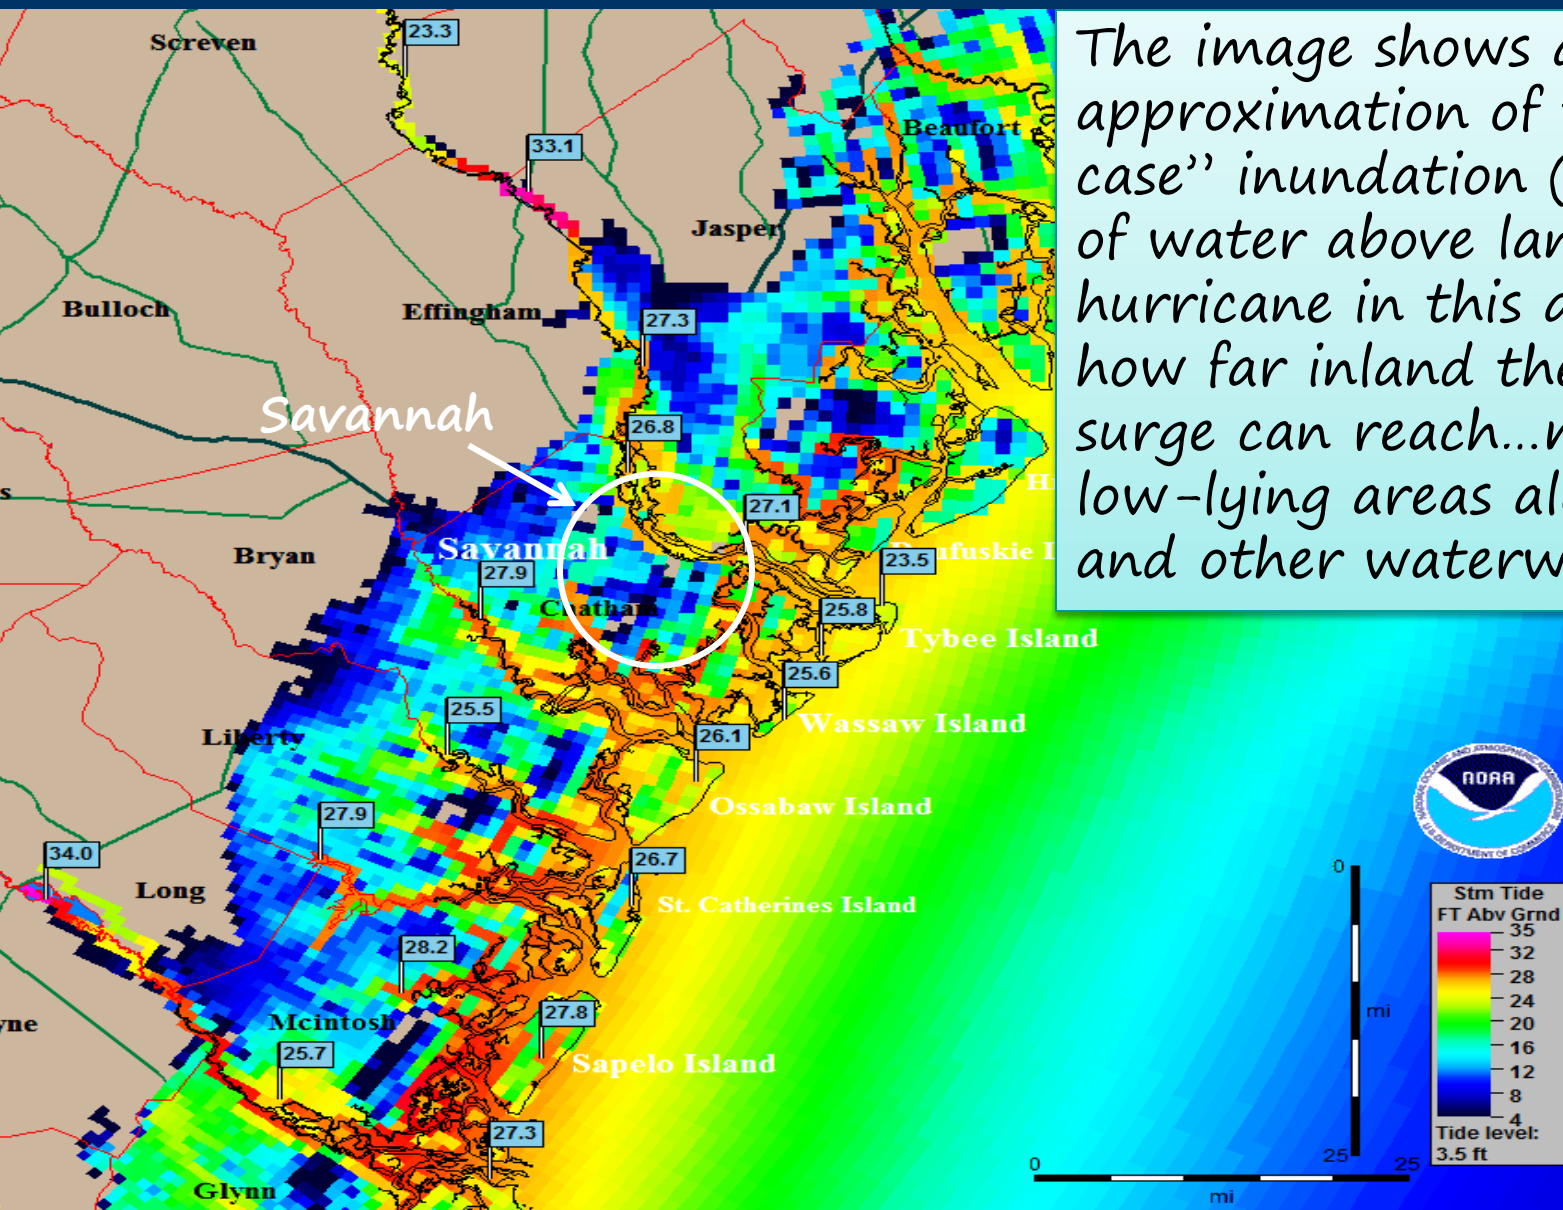 The image shows
approximation of
case" inundation (
of water above
hurricane in this
how far inland the
surge can reach...
low-lying areas
and other
Screven
23.3
33.1
Beaufort
Jasper
Bulloch
Effingham
27.3
Savannah
26.8
27.1
Bryan
Savannah
27.9
23.5
Chatham
25.8
Tybee Island
25.6
25.5
Wassaw Island
Liberty
26.1
Ossabaw Island
27.9
34.0
26.7
Long
St. Catherines Island
28.2
27.8
Mcintosh
25.7
Sapelo Island
27.3
Glynn
NOAA
Stm Tide
FT Abv Grnd
35
32
28
24
20
16
12
8
4
Tide level:
3.5 ft
0
mi
25
0
25
mi